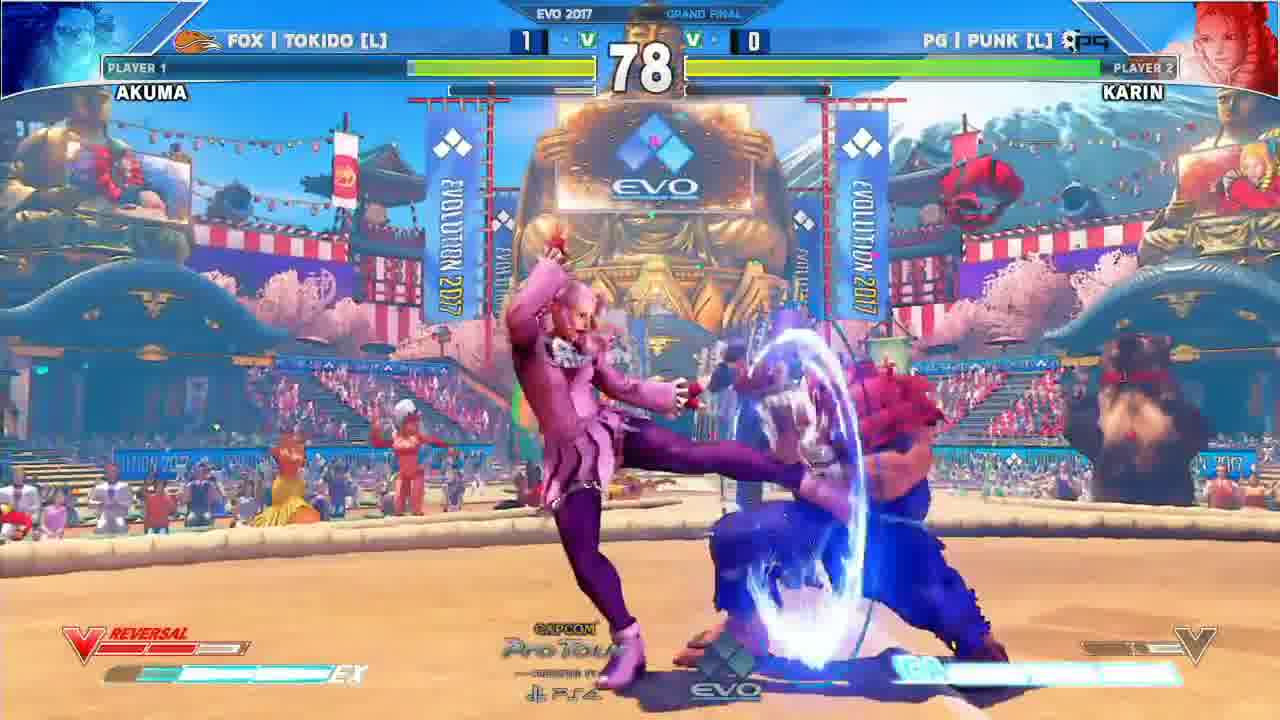 EVO 2017 GRAND FINAL
FOX | TOKIDO [L] 1 V 78 V 0 PG | PUNK [L]
PLAYER 1 PLAYER 2
AKUMA KARIN
EVO
EVOLUTION 2017
EVOLUTION 2017
REVERSAL
EX
CAPCOM
Pro Tour
PS4
EVO